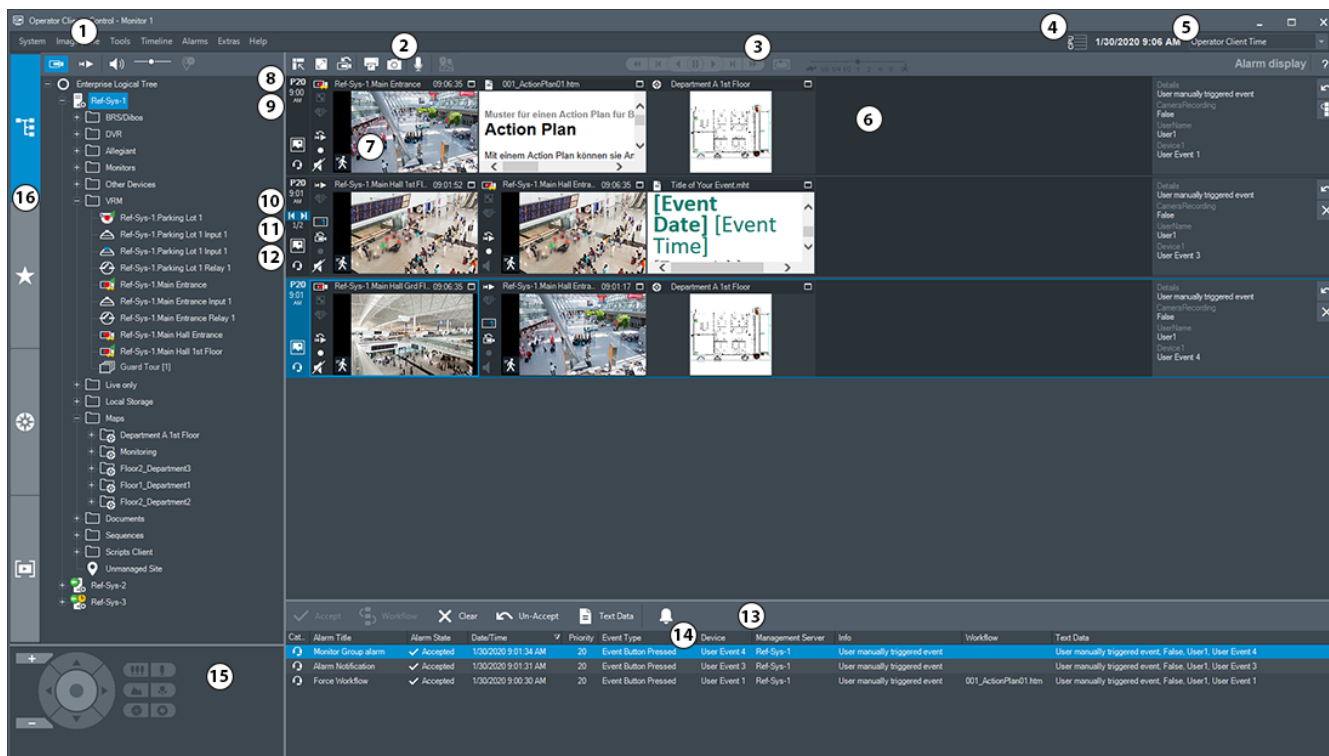 Operator Client
Control - Monitor 1
1
4
5
System
Tools
Timeline
Alarms
Extras
Help
1/30/2020 9:06 AM
Operator Client Time
2
3
Alarm display
?
8
Enterprise Logical Tree
9
Ref-Sys-1
BRS/Dibos
DVR
Allegiant
Monitors
Other Devices
VRM
16
10
Ref-Sys-1.Parking Lot 1
11
Ref-Sys-1.Parking Lot 1 Input 1
Ref-Sys-1.Parking Lot 1 Input 1
12
Ref-Sys-1.Parking Lot 1 Relay 1
Ref-Sys-1.Main Entrance
Ref-Sys-1.Main Entrance Input 1
Ref-Sys-1.Main Entrance Relay 1
Ref-Sys-1.Main Hall Entrance
Ref-Sys-1.Main Hall 1st Floor
Guard Tour [1]
Live only
Local Storage
Maps
Department A 1st Floor
Monitoring
Floor2_Department3
Floor1_Department1
Floor2_Department2
Documents
Sequences
Scripts Client
Unmanaged Site
Ref-Sys-2
Ref-Sys-3
15
P20
9:00
AM
Ref-Sys-1.Main Entrance 09:06:35
001_ActionPlan01.htm
Department A 1st Floor
Muster für einen Action Plan für B
Action Plan
Mit einem Action Plan können sie Ar
7
6
Details
User manually triggered event
CameraRecording
False
UserName
User1
Device1
User Event 1
P20
9:01
AM
1/2
Ref-Sys-1.Main Hall 1st Fl.. 09:01:52
Ref-Sys-1.Main Hall Entra.. 09:06:35
Title of Your Event.mht
[Event
Date] [Event
Time]
Details
User manually triggered event
CameraRecording
False
UserName
User1
Device1
User Event 3
P20
9:01
AM
Ref-Sys-1.Main Hall Grd Fl.. 09:06:35
Ref-Sys-1.Main Hall Entra.. 09:01:17
Department A 1st Floor
Details
User manually triggered event
CameraRecording
False
UserName
User1
Device1
User Event 4
Accept
Workflow
Clear
Un-Accept
Text Data
13
Cat.. Alarm Title Alarm State Date/Time Priority Event Type 14 Device Management Server Info Workflow Text Data
Monitor Group alarm Accepted 1/30/2020 9:01:34 AM 20 Event Button Pressed User Event 4 Ref-Sys-1 User manually triggered event User manually triggered event, False, User1, User Event 4
Alarm Notification Accepted 1/30/2020 9:01:31 AM 20 Event Button Pressed User Event 3 Ref-Sys-1 User manually triggered event User manually triggered event, False, User1, User Event 3
Force Workflow Accepted 1/30/2020 9:00:30 AM 20 Event Button Pressed User Event 1 Ref-Sys-1 User manually triggered event 001_ActionPlan01.htm User manually triggered event, False, User1, User Event 1